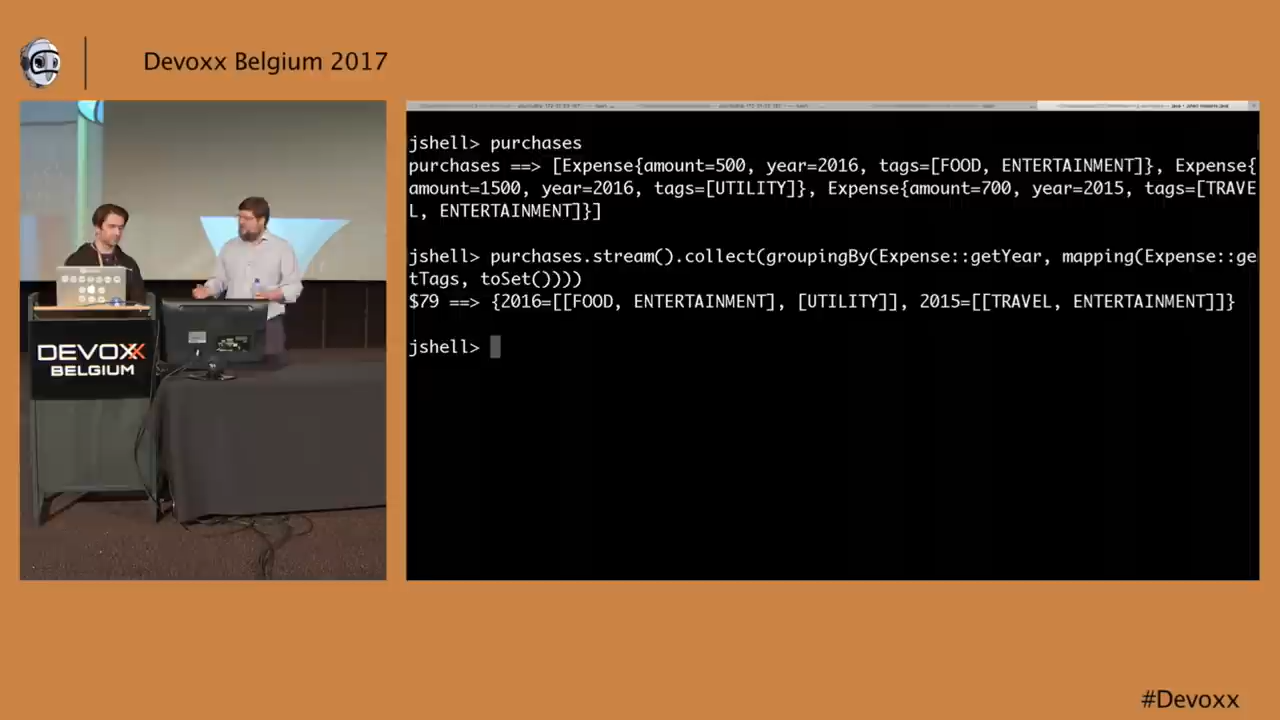 Devoxx Belgium 2017
jshell> purchases
purchases ==> [Expense{amount=500, year=2016, tags=[FOOD, ENTERTAINMENT]}, Expense{
amount=1500, year=2016, tags=[UTILITY]}, Expense{amount=700, year=2015, tags=[TRAVE
L, ENTERTAINMENT]}]
jshell> purchases.stream().collect(groupingBy(Expense::getYear, mapping(Expense::ge
tTags, toSet())))
$79 ==> {2016=[[FOOD, ENTERTAINMENT], [UTILITY]], 2015=[[TRAVEL, ENTERTAINMENT]]}
jshell>
DEVOXX
BELGIUM
#Devoxx